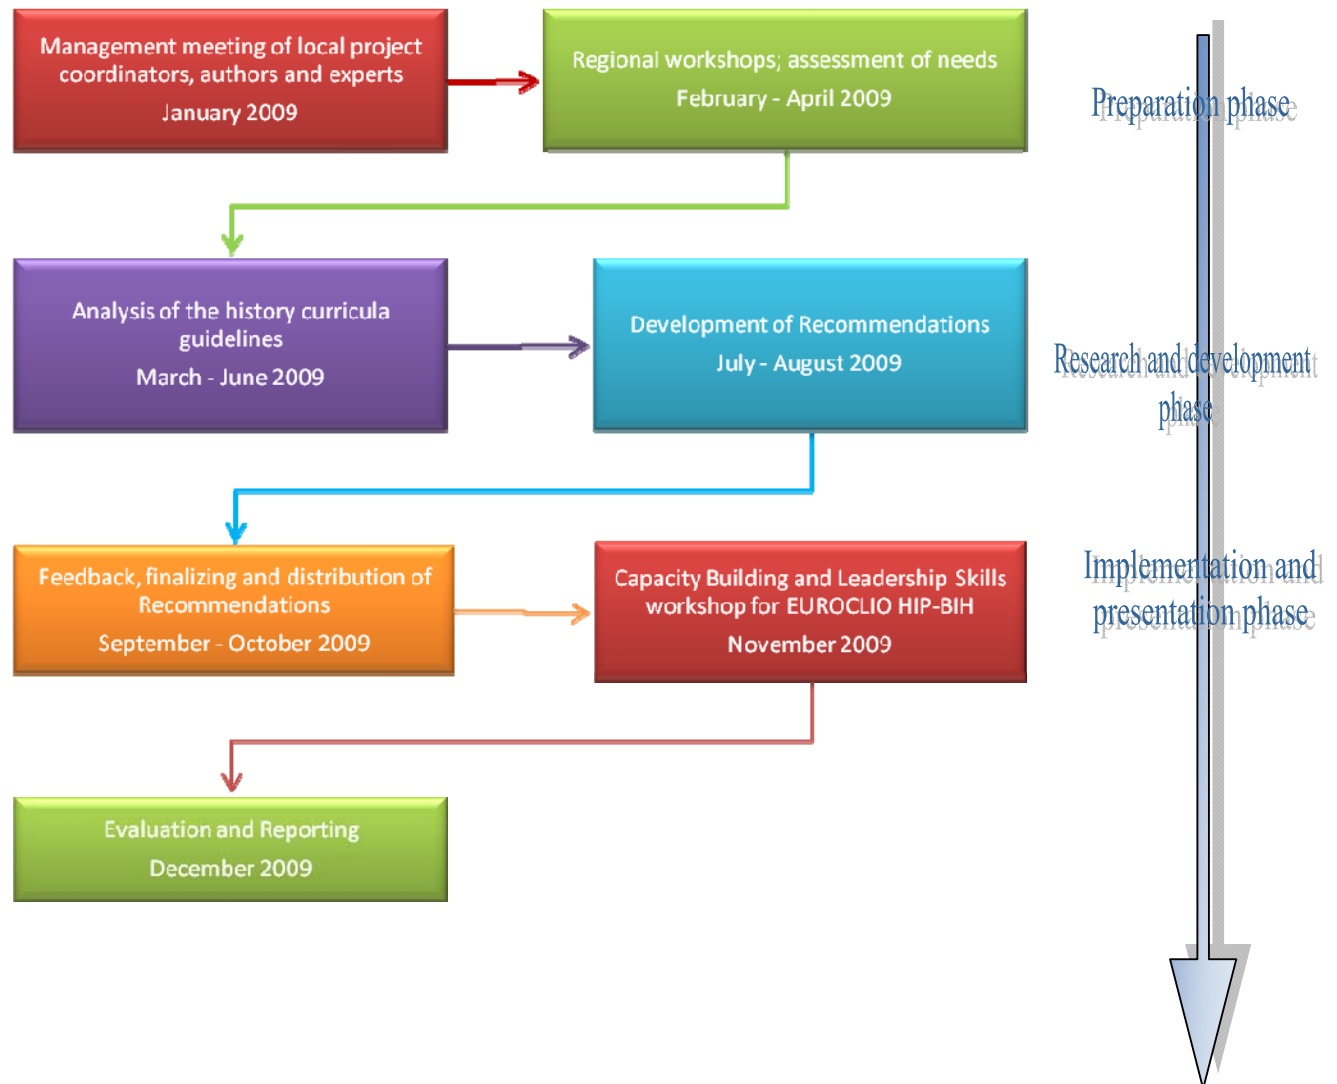 Management meeting of local project
coordinators, authors and experts
January 2009
Regional workshops; assessment of needs
February - April 2009
Preparation phase
Analysis of the history curricula
guidelines
March - June 2009
Development of Recommendations
July - August 2009
Research and development
phase
Feedback, finalizing and distribution of
Recommendations
September - October 2009
Capacity Building and Leadership Skills
workshop for EUROCLIO HIP-BIH
November 2009
Implementation and
presentation phase
Evaluation and Reporting
December 2009